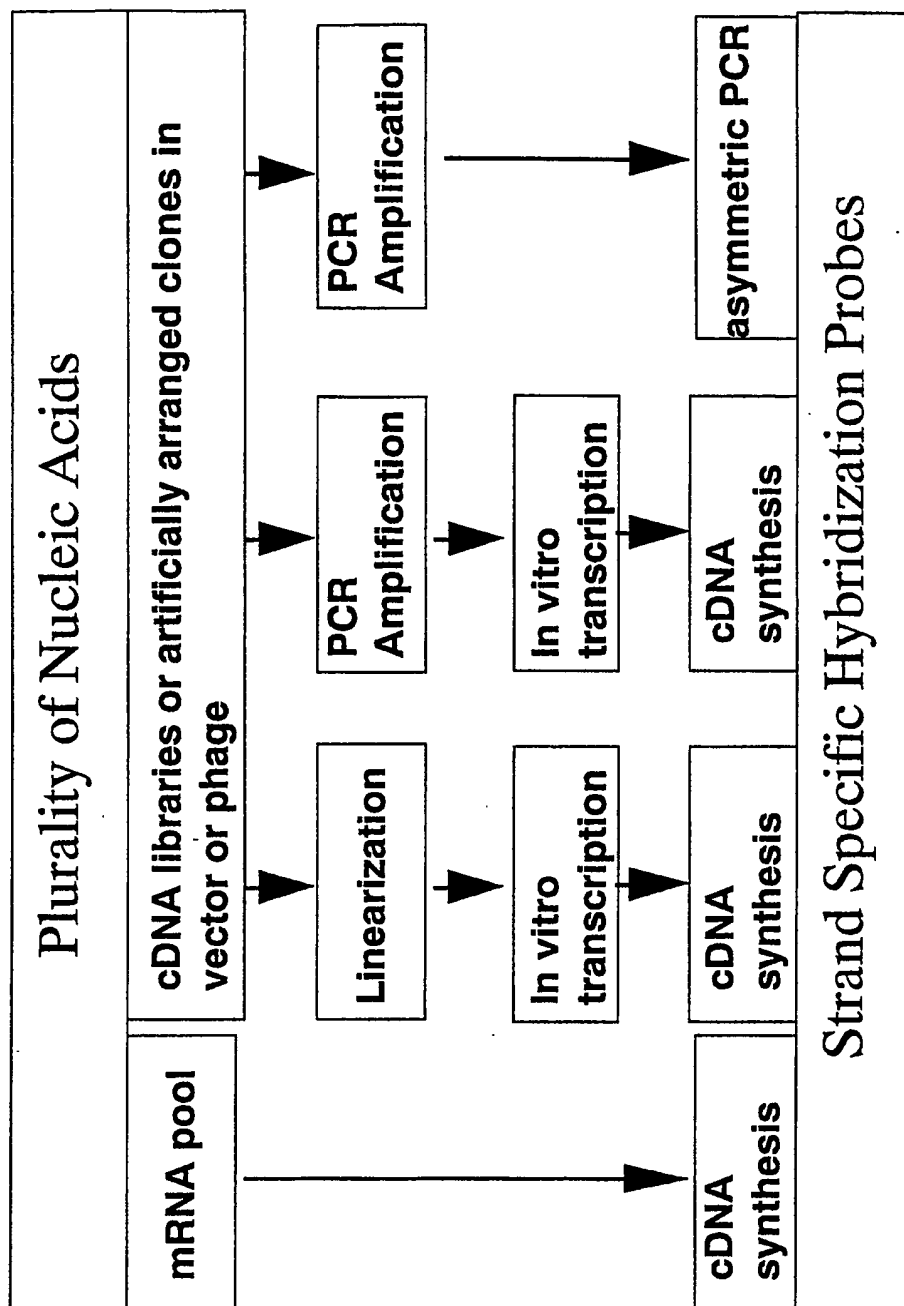 Plurality of Nucleic Acids
mRNA pool
cDNA libraries or artificially arranged clones in
vector or phage
Linearization
PCR
Amplification
PCR
Amplification
In vitro
transcription
In vitro
transcription
cDNA
synthesis
cDNA
synthesis
cDNA
synthesis
asymmetric PCR
Strand Specific Hybridization Probes